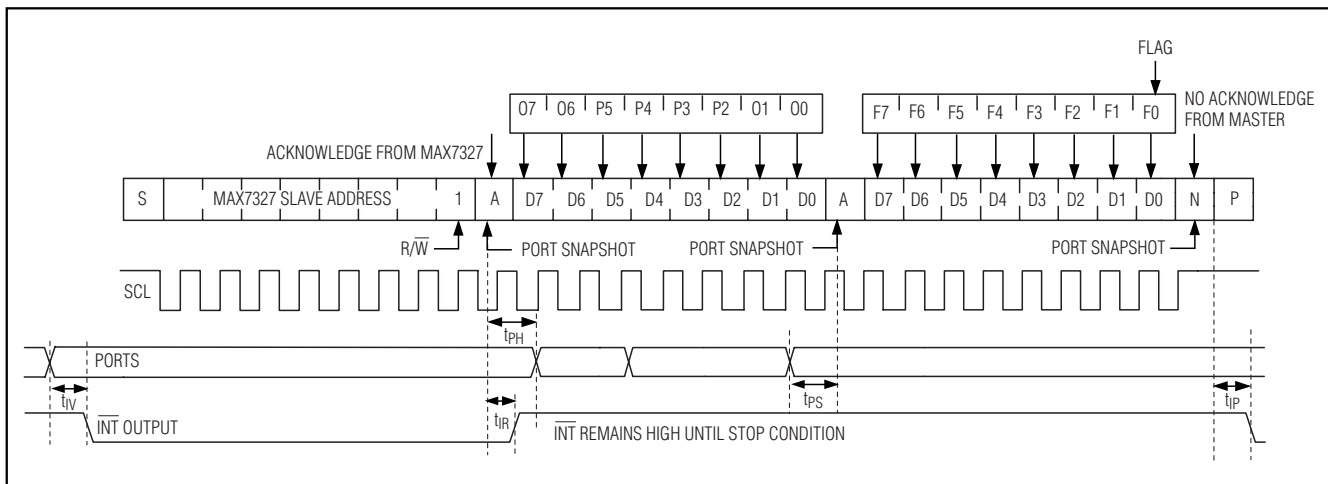 FLAG
O7 O6 P5 P4 P3 P2 O1 O0
F7 F6 F5 F4 F3 F2 F1 F0
NO ACKNOWLEDGE
FROM MASTER
ACKNOWLEDGE FROM MAX7327
S MAX7327 SLAVE ADDRESS 1 A D7 D6 D5 D4 D3 D2 D1 D0 A D7 D6 D5 D4 D3 D2 D1 D0 N P
R/W̅ PORT SNAPSHOT PORT SNAPSHOT PORT SNAPSHOT
SCL
tPH
PORTS
tIV tIR tPS tIP
I̅N̅T̅ OUTPUT
I̅N̅T̅ REMAINS HIGH UNTIL STOP CONDITION